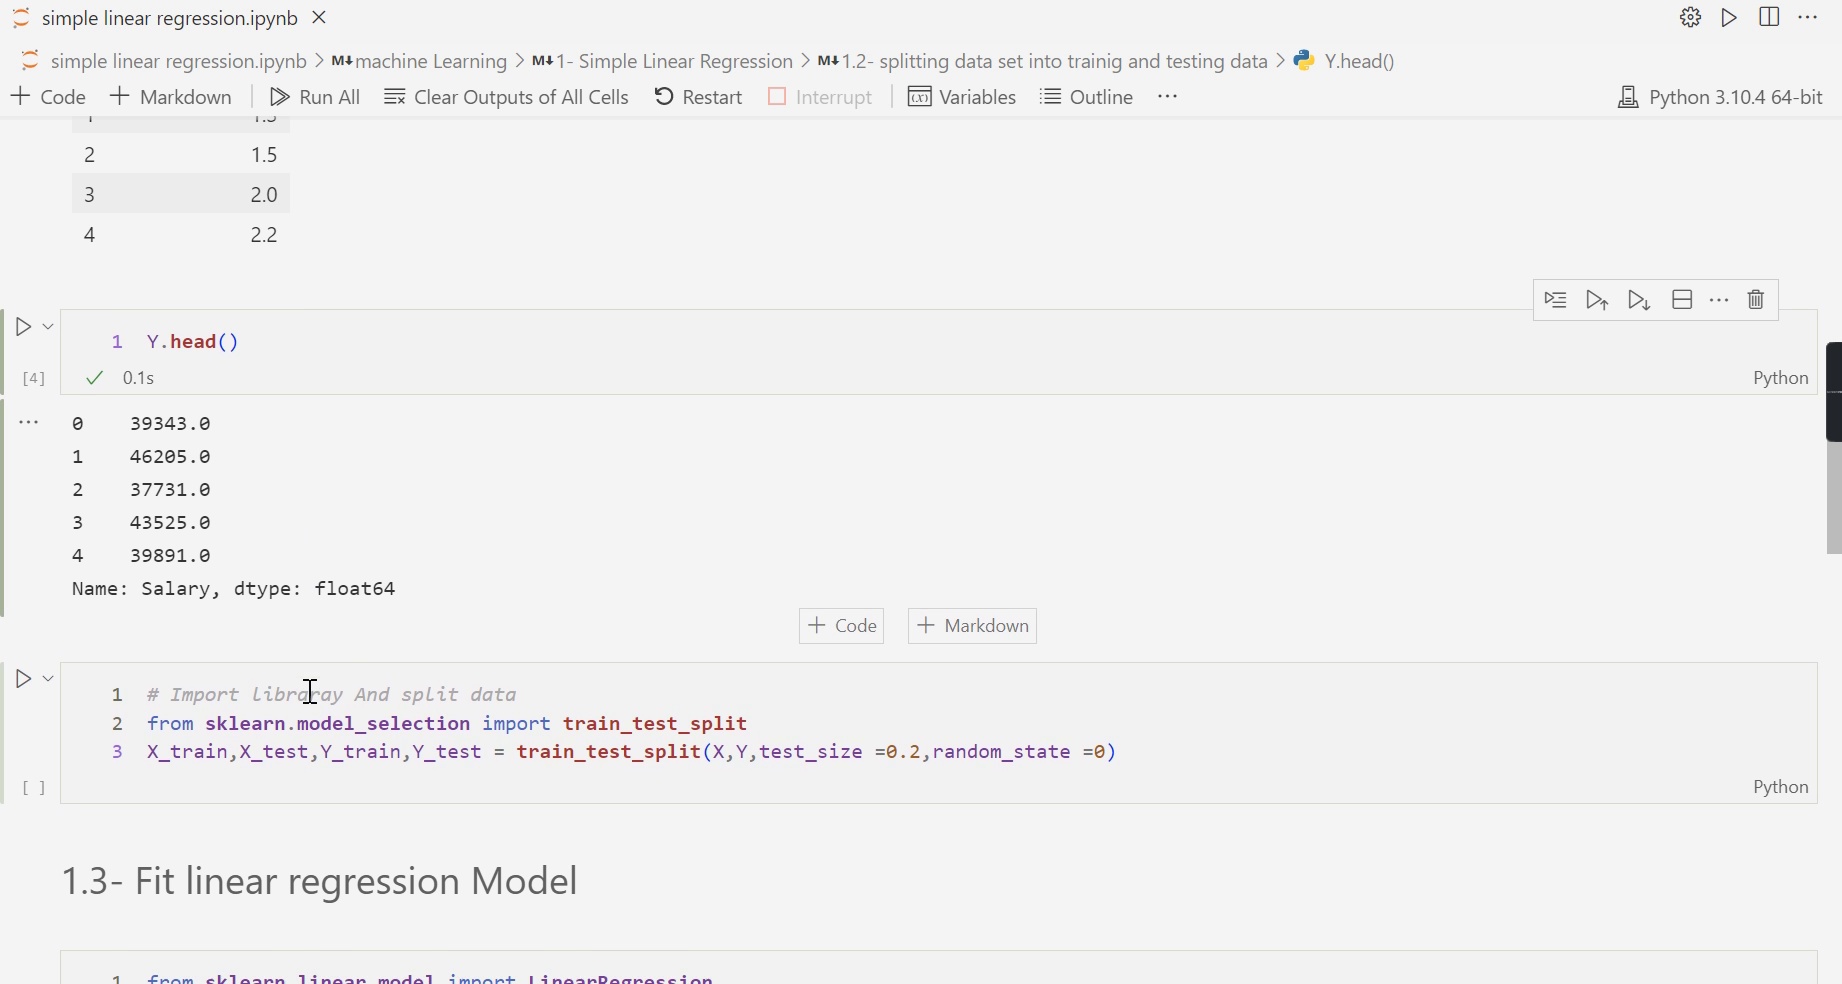 simple linear regression.ipynb
simple linear regression.ipynb > M↓machine Learning > M↓1- Simple Linear Regression > M↓1.2- splitting data set into trainig and testing data > Y.head()
+ Code + Markdown Run All Clear Outputs of All Cells Restart Interrupt (x) Variables Outline ... Python 3.10.4 64-bit
1 1.3
2 1.5
3 2.0
4 2.2
1 Y.head()
[4] 0.1s Python
0 39343.0
1 46205.0
2 37731.0
3 43525.0
4 39891.0
Name: Salary, dtype: float64
+ Code + Markdown
1 # Import libraray And split data
2 from sklearn.model_selection import train_test_split
3 X_train,X_test,Y_train,Y_test = train_test_split(X,Y,test_size =0.2,random_state =0)
[ ] Python
1.3- Fit linear regression Model
1 from sklearn.linear_model import LinearRegression